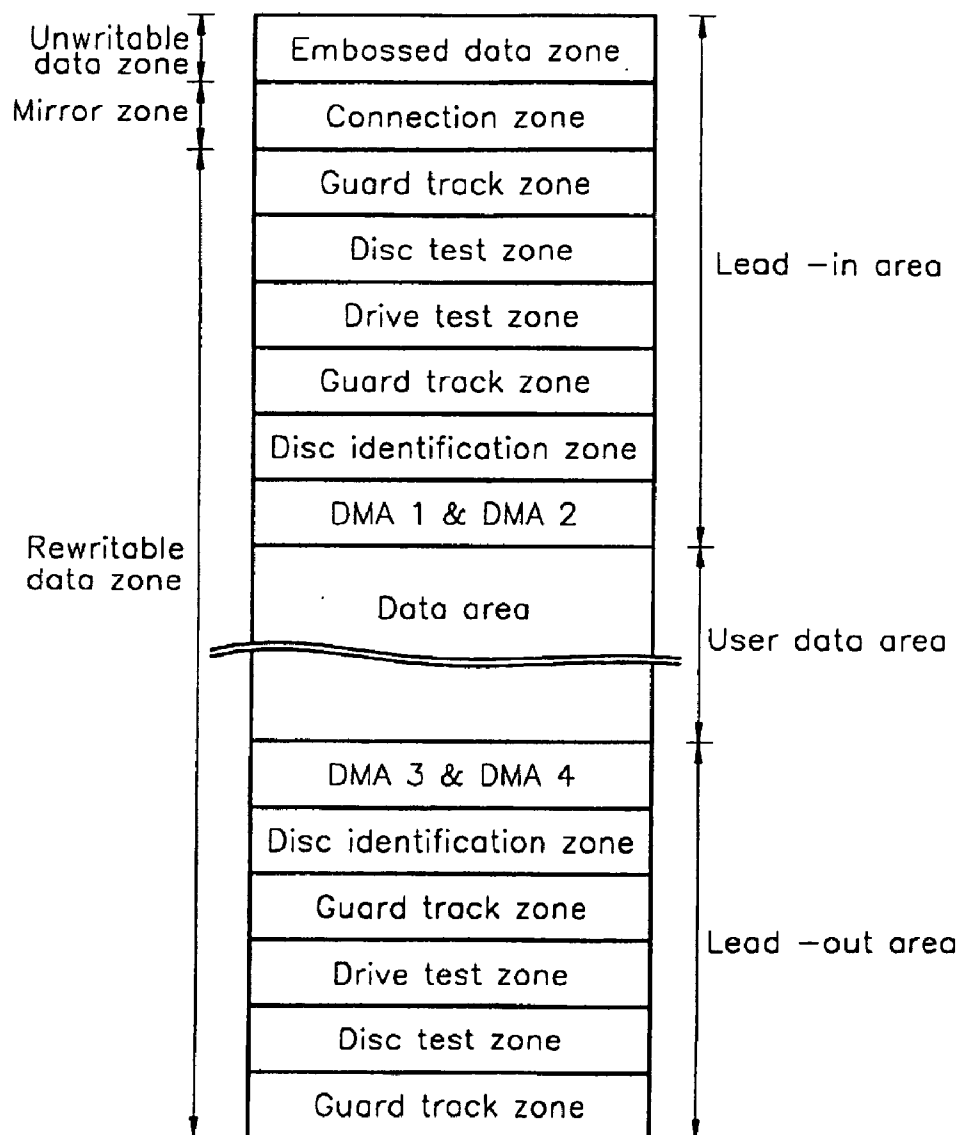 Unwritable
data zone
Mirror zone
Rewritable
data zone
Embossed data zone
Connection zone
Guard track zone
Disc test zone
Drive test zone
Guard track zone
Disc identification zone
DMA 1 & DMA 2
Data area
DMA 3 & DMA 4
Disc identification zone
Guard track zone
Drive test zone
Disc test zone
Guard track zone
Lead -in area
User data area
Lead -out area